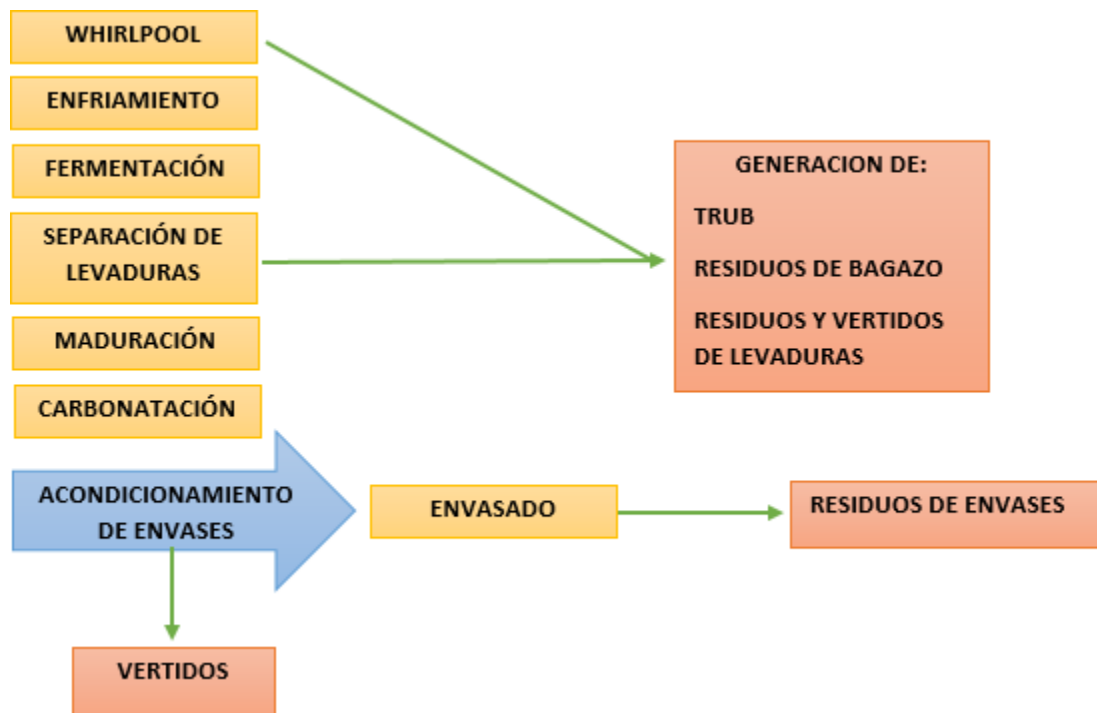 WHIRLPOOL
ENFRIAMIENTO
FERMENTACIÓN
SEPARACIÓN DE
LEVADURAS
MADURACIÓN
CARBONATACIÓN
GENERACION DE:
TRUB
RESIDUOS DE BAGAZO
RESIDUOS Y VERTIDOS
DE LEVADURAS
ACONDICIONAMIENTO
DE ENVASES
ENVASADO
RESIDUOS DE ENVASES
VERTIDOS